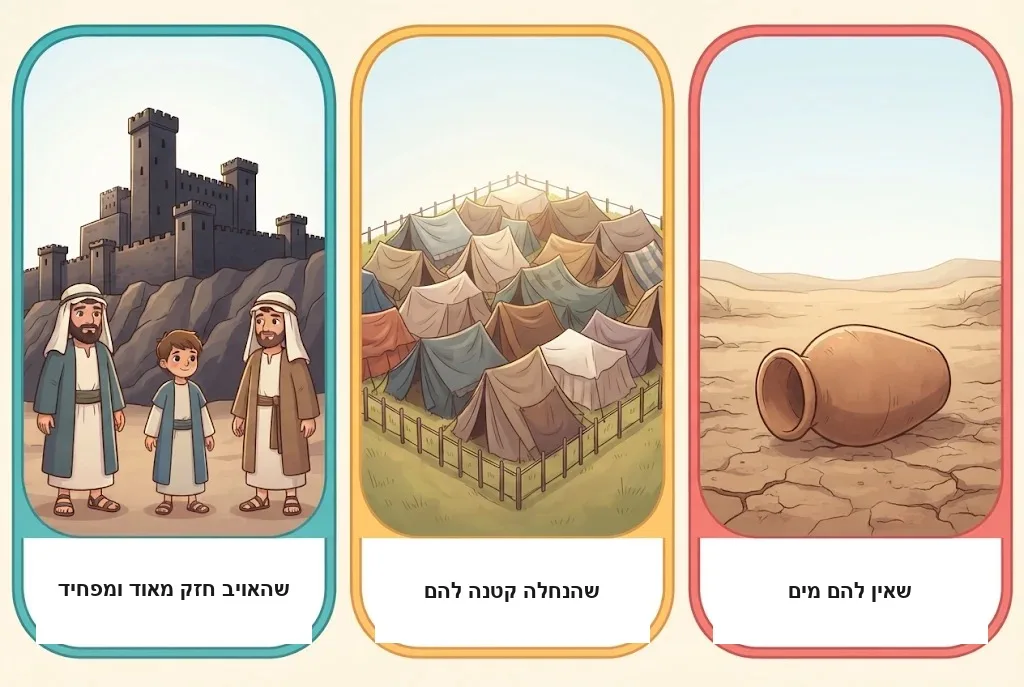 שאין להם מים
שהנחלה קטנה להם
שהאויב חזק מאוד ומפחיד